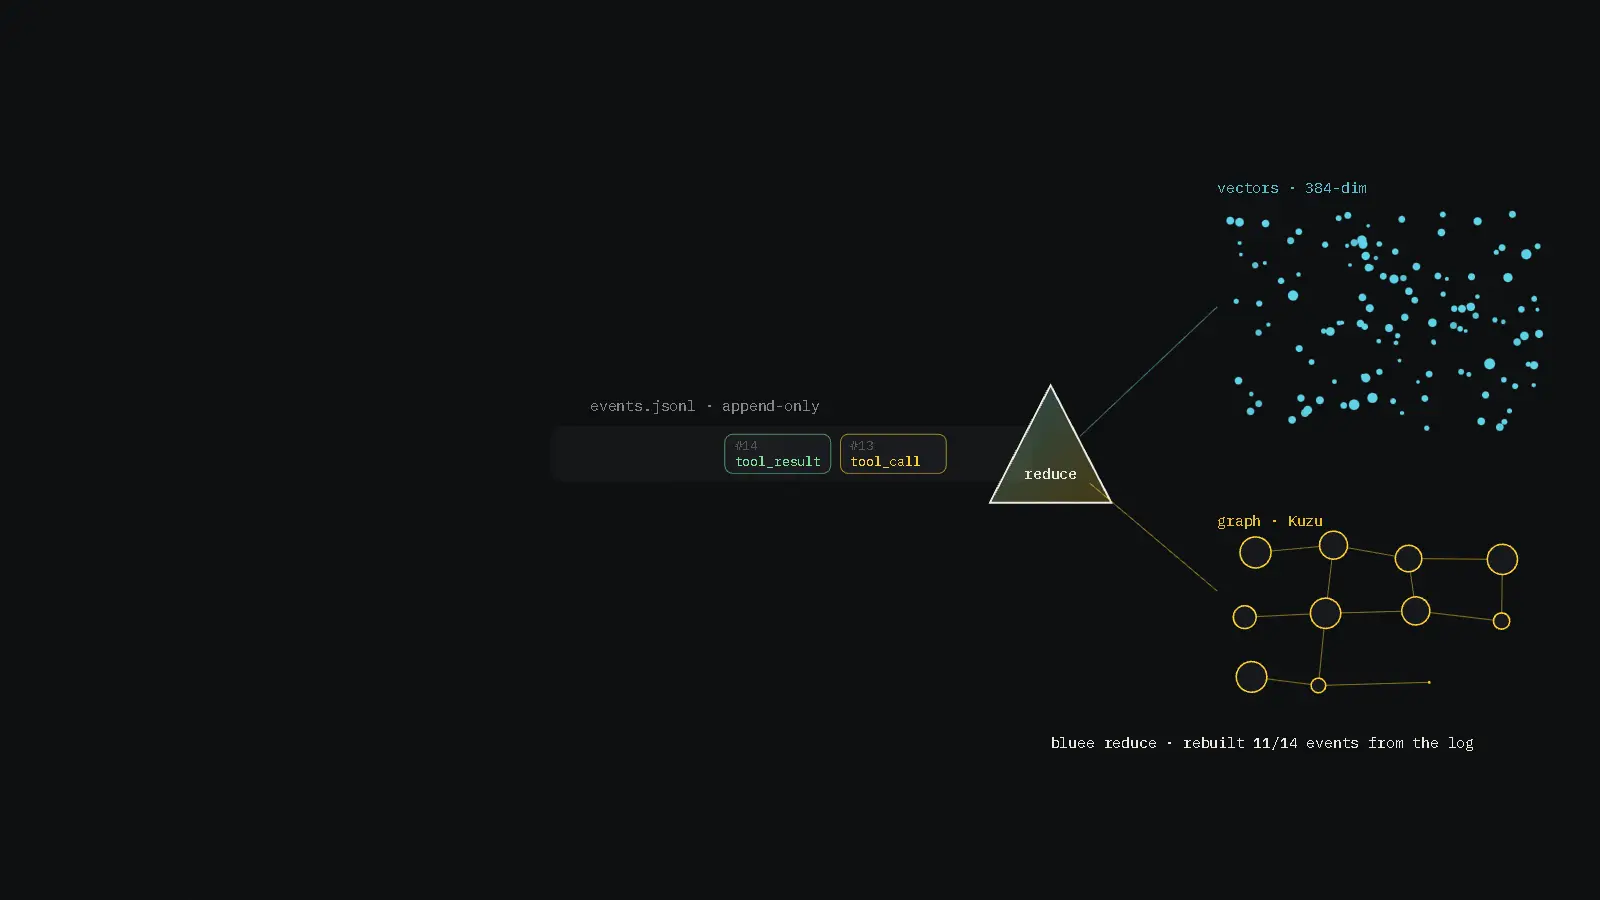 vectors · 384-dim
events.jsonl · append-only
#14
tool_result
#13
tool_call
reduce
graph · Kuzu
bluee reduce · rebuilt 11/14 events from the log